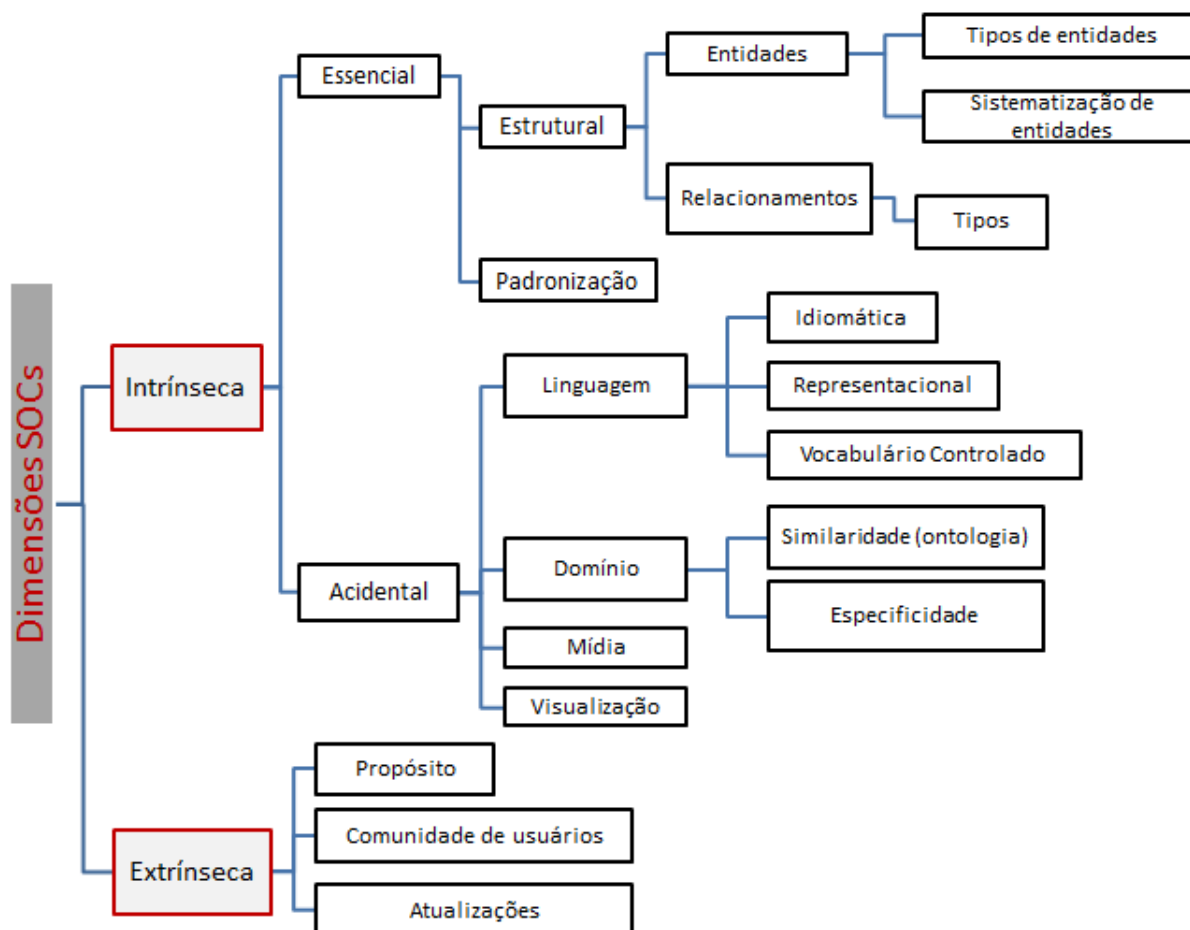 Dimensões SOCs
Intrínseca
Essencial
Estrutural
Entidades
Tipos de entidades
Sistematização de
entidades
Relacionamentos
Tipos
Padronização
Acidental
Linguagem
Idiomática
Representacional
Vocabulário Controlado
Domínio
Similaridade (ontologia)
Especificidade
Mídia
Visualização
Extrínseca
Propósito
Comunidade de usuários
Atualizações